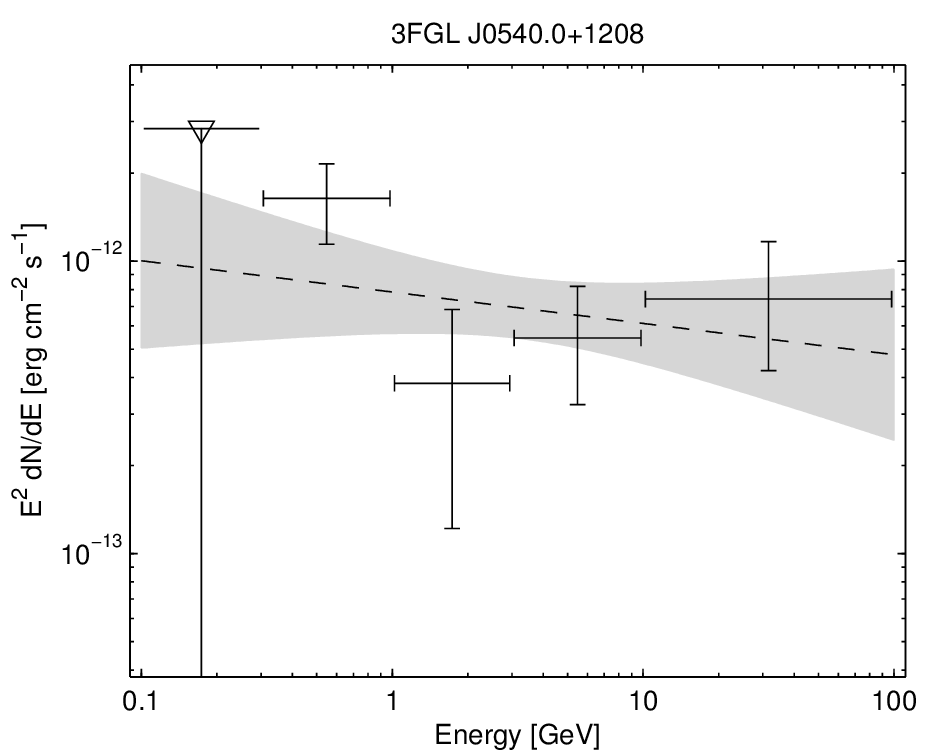 3FGL J0540.0+1208
E² dN/dE [erg cm⁻² s⁻¹]
10⁻¹²
10⁻¹³
0.1 1 10 100
Energy [GeV]